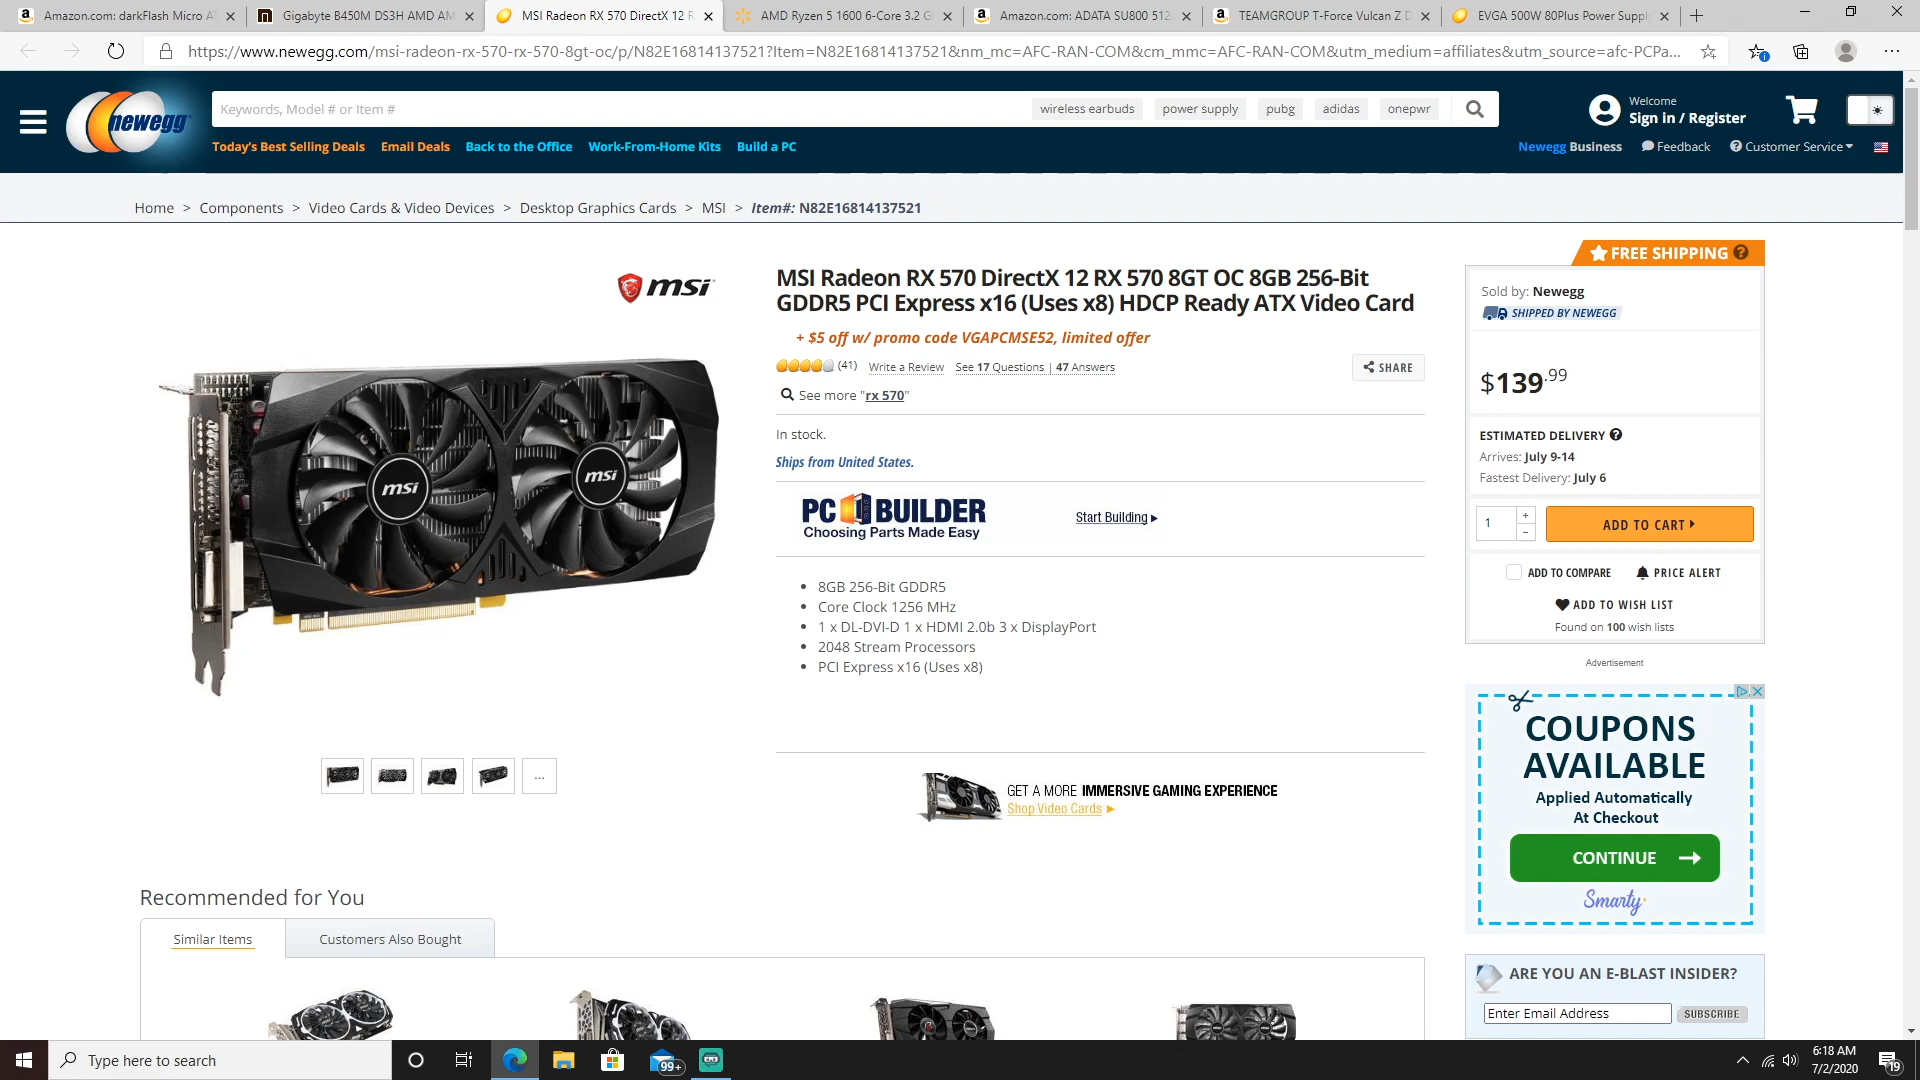 Amazon.com: darkFlash Micro AT
Gigabyte B450M DS3H AMD AM
MSI Radeon RX 570 DirectX 12 R
AMD Ryzen 5 1600 6-Core 3.2 G
Amazon.com: ADATA SU800 512
TEAMGROUP T-Force Vulcan Z D
EVGA 500W 80Plus Power Suppl
https://www.newegg.com/msi-radeon-rx-570-rx-570-8gt-oc/p/N82E16814137521?Item=N82E16814137521&nm_mc=AFC-RAN-COM&cm_mmc=AFC-RAN-COM&utm_medium=affiliates&utm_source=afc-PCPa...
newegg
Keywords, Model # or Item #
wireless earbuds
power supply
pubg
adidas
onepwr
Welcome
Sign in / Register
Today's Best Selling Deals
Email Deals
Back to the Office
Work-From-Home Kits
Build a PC
Newegg Business
Feedback
Customer Service
Home > Components > Video Cards & Video Devices > Desktop Graphics Cards > MSI > Item#: N82E16814137521
msi
msi
msi
MSI Radeon RX 570 DirectX 12 RX 570 8GT OC 8GB 256-Bit
GDDR5 PCI Express x16 (Uses x8) HDCP Ready ATX Video Card
+ $5 off w/ promo code VGAPCMSE52, limited offer
(41) Write a Review See 17 Questions | 47 Answers
SHARE
See more "rx 570"
In stock.
Ships from United States.
PC BUILDER
Choosing Parts Made Easy
Start Building
8GB 256-Bit GDDR5
Core Clock 1256 MHz
1 x DL-DVI-D 1 x HDMI 2.0b 3 x DisplayPort
2048 Stream Processors
PCI Express x16 (Uses x8)
GET A MORE IMMERSIVE GAMING EXPERIENCE
Shop Video Cards
...
FREE SHIPPING
Sold by: Newegg
SHIPPED BY NEWEGG
$139.99
ESTIMATED DELIVERY
Arrives: July 9-14
Fastest Delivery: July 6
1
ADD TO CART
ADD TO COMPARE
PRICE ALERT
ADD TO WISH LIST
Found on 100 wish lists
Advertisement
COUPONS
AVAILABLE
Applied Automatically
At Checkout
CONTINUE
Smarty
Recommended for You
Similar Items
Customers Also Bought
ARE YOU AN E-BLAST INSIDER?
Enter Email Address
SUBSCRIBE
Type here to search
99+
6:18 AM
7/2/2020
19